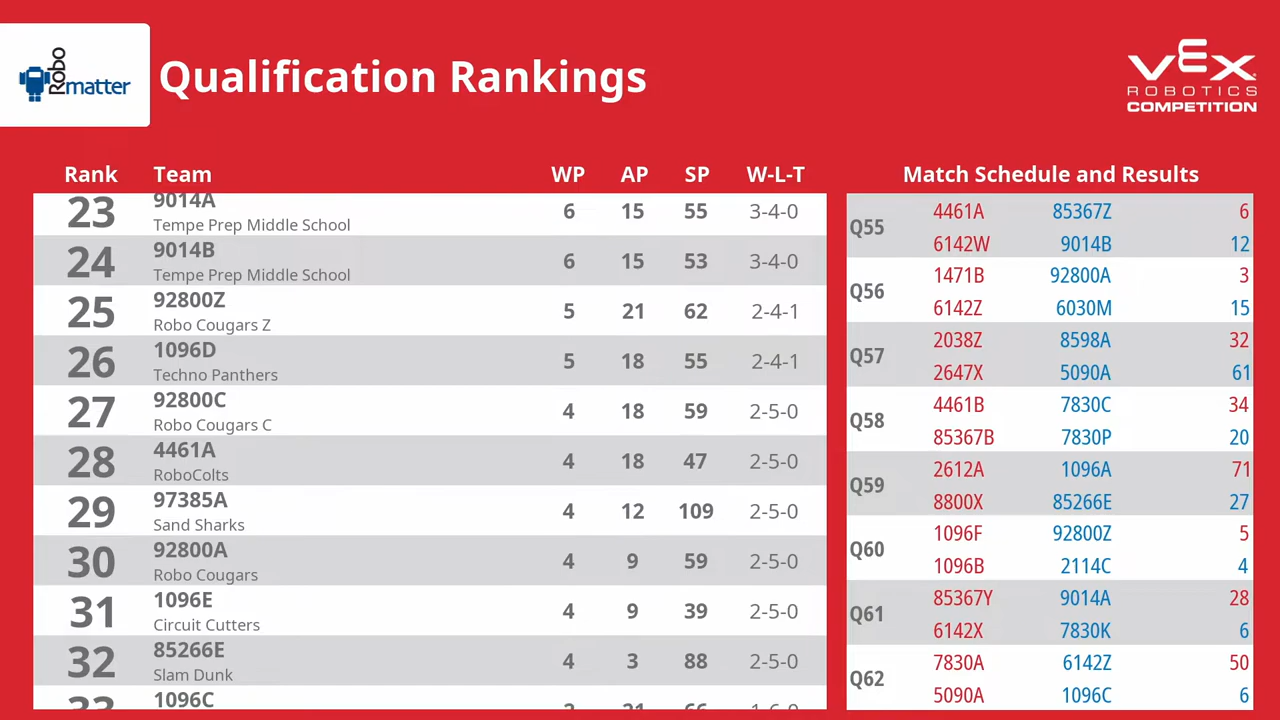 Robo
matter
Qualification Rankings
VEX
ROBOTICS
COMPETITION
Rank Team WP AP SP W-L-T
23 9014A 6 15 55 3-4-0
Tempe Prep Middle School
24 9014B 6 15 53 3-4-0
Tempe Prep Middle School
25 92800Z 5 21 62 2-4-1
Robo Cougars Z
26 1096D 5 18 55 2-4-1
Techno Panthers
27 92800C 4 18 59 2-5-0
Robo Cougars C
28 4461A 4 18 47 2-5-0
RoboColts
29 97385A 4 12 109 2-5-0
Sand Sharks
30 92800A 4 9 59 2-5-0
Robo Cougars
31 1096E 4 9 39 2-5-0
Circuit Cutters
32 85266E 4 3 88 2-5-0
Slam Dunk
33 1096C
Match Schedule and Results
Q55 4461A 85367Z 6
6142W 9014B 12
Q56 1471B 92800A 3
6142Z 6030M 15
Q57 2038Z 8598A 32
2647X 5090A 61
Q58 4461B 7830C 34
85367B 7830P 20
Q59 2612A 1096A 71
8800X 85266E 27
Q60 1096F 92800Z 5
1096B 2114C 4
Q61 85367Y 9014A 28
6142X 7830K 6
Q62 7830A 6142Z 50
5090A 1096C 6